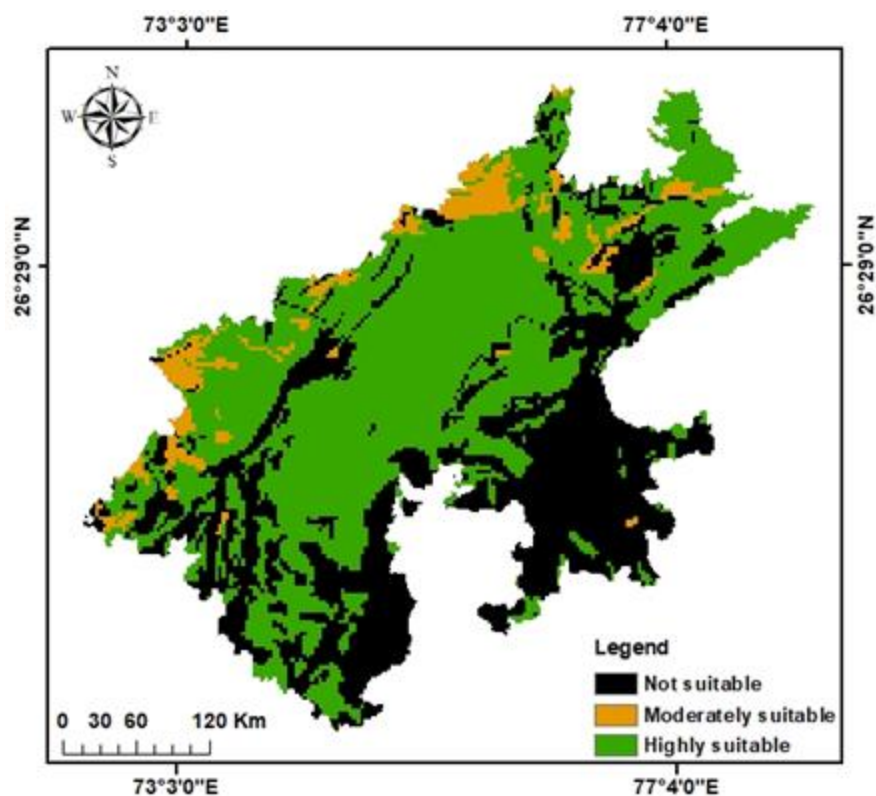 73°3'0"E 77°4'0"E
N
W E
S
26°29'0"N 26°29'0"N
Legend
Not suitable
Moderately suitable
Highly suitable
0 30 60 120 Km
73°3'0"E 77°4'0"E